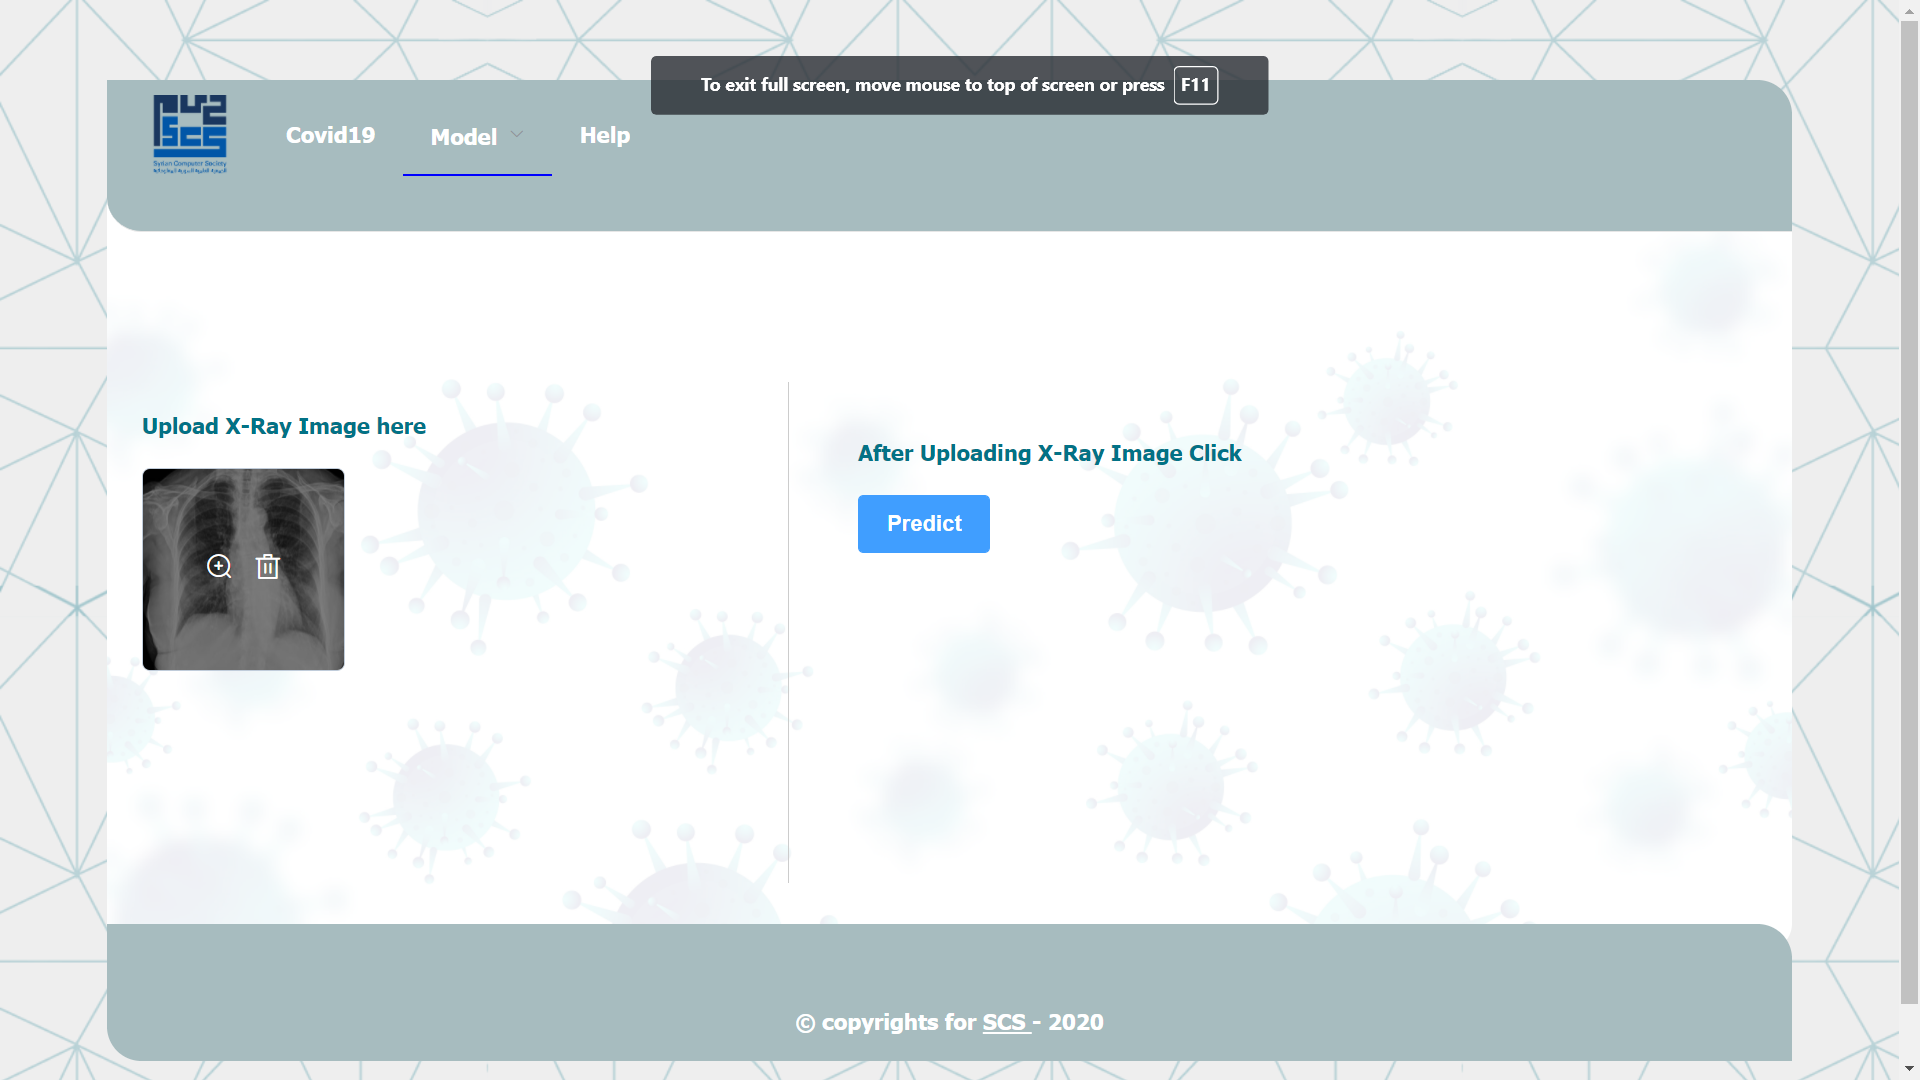 To exit full screen, move mouse to top of screen or press F11
SCS
Syrian Computer Society
Covid19
Model
Help
Upload X-Ray Image here
After Uploading X-Ray Image Click
Predict
© copyrights for SCS - 2020